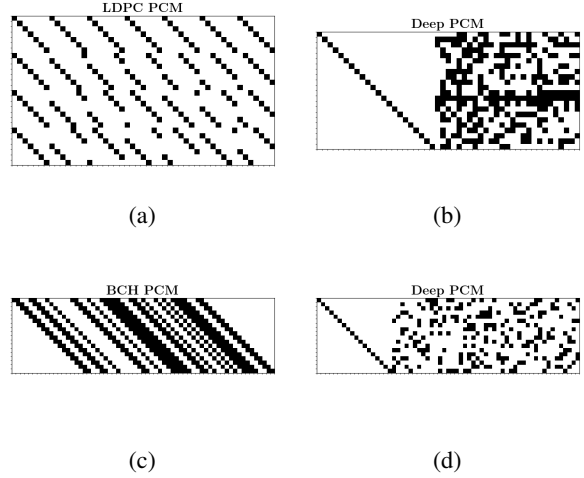 LDPC PCM
Deep PCM
(a)
(b)
BCH PCM
Deep PCM
(c)
(d)